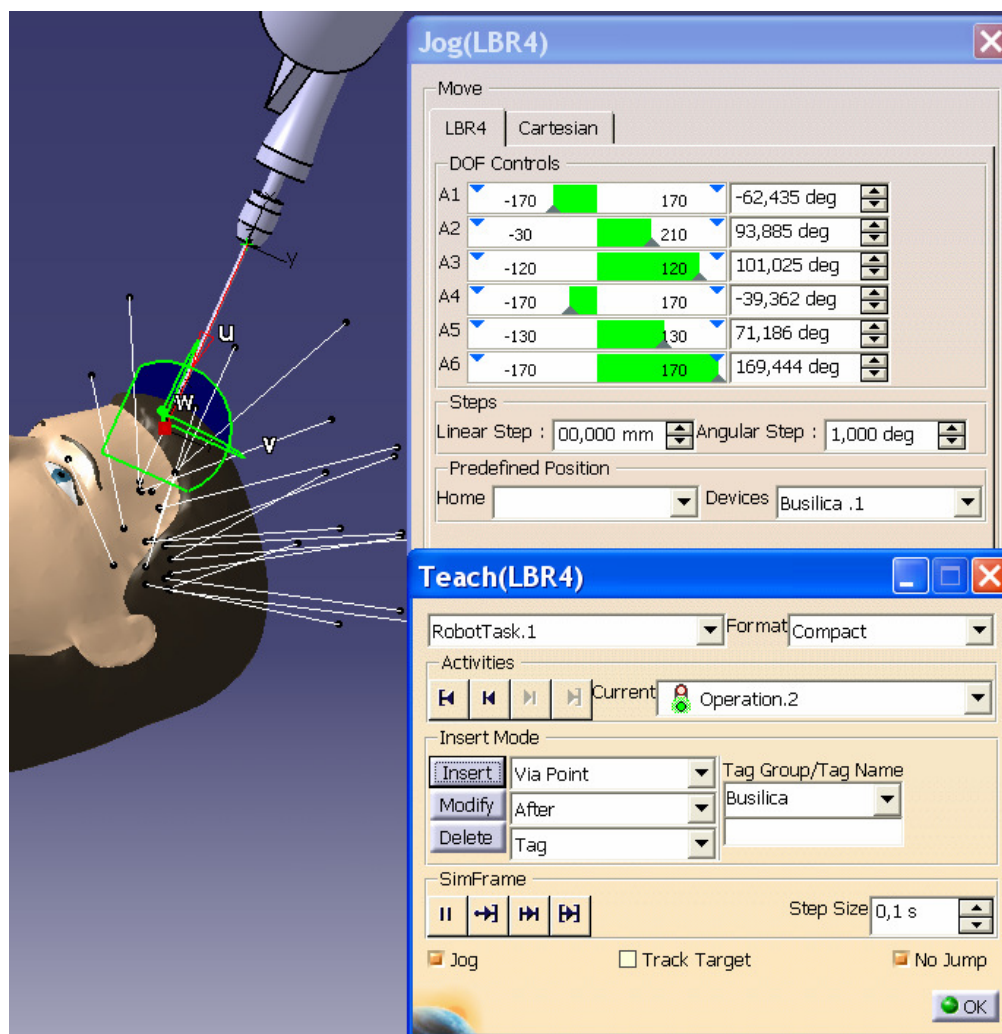 Jog(LBR4)
Move
LBR4 Cartesian
DOF Controls
A1 -170 170 -62,435 deg
A2 -30 210 93,885 deg
A3 -120 120 101,025 deg
A4 -170 170 -39,362 deg
A5 -130 130 71,186 deg
A6 -170 170 169,444 deg
Steps
Linear Step : 00,000 mm Angular Step : 1,000 deg
Predefined Position
Home Devices Busilica .1
Y
u
w
v
Teach(LBR4)
RobotTask.1 Format Compact
Activities
Current Operation.2
Insert Mode
Insert Via Point Tag Group/Tag Name
Modify After Busilica
Delete Tag
SimFrame
Step Size 0,1 s
Jog Track Target No Jump
OK